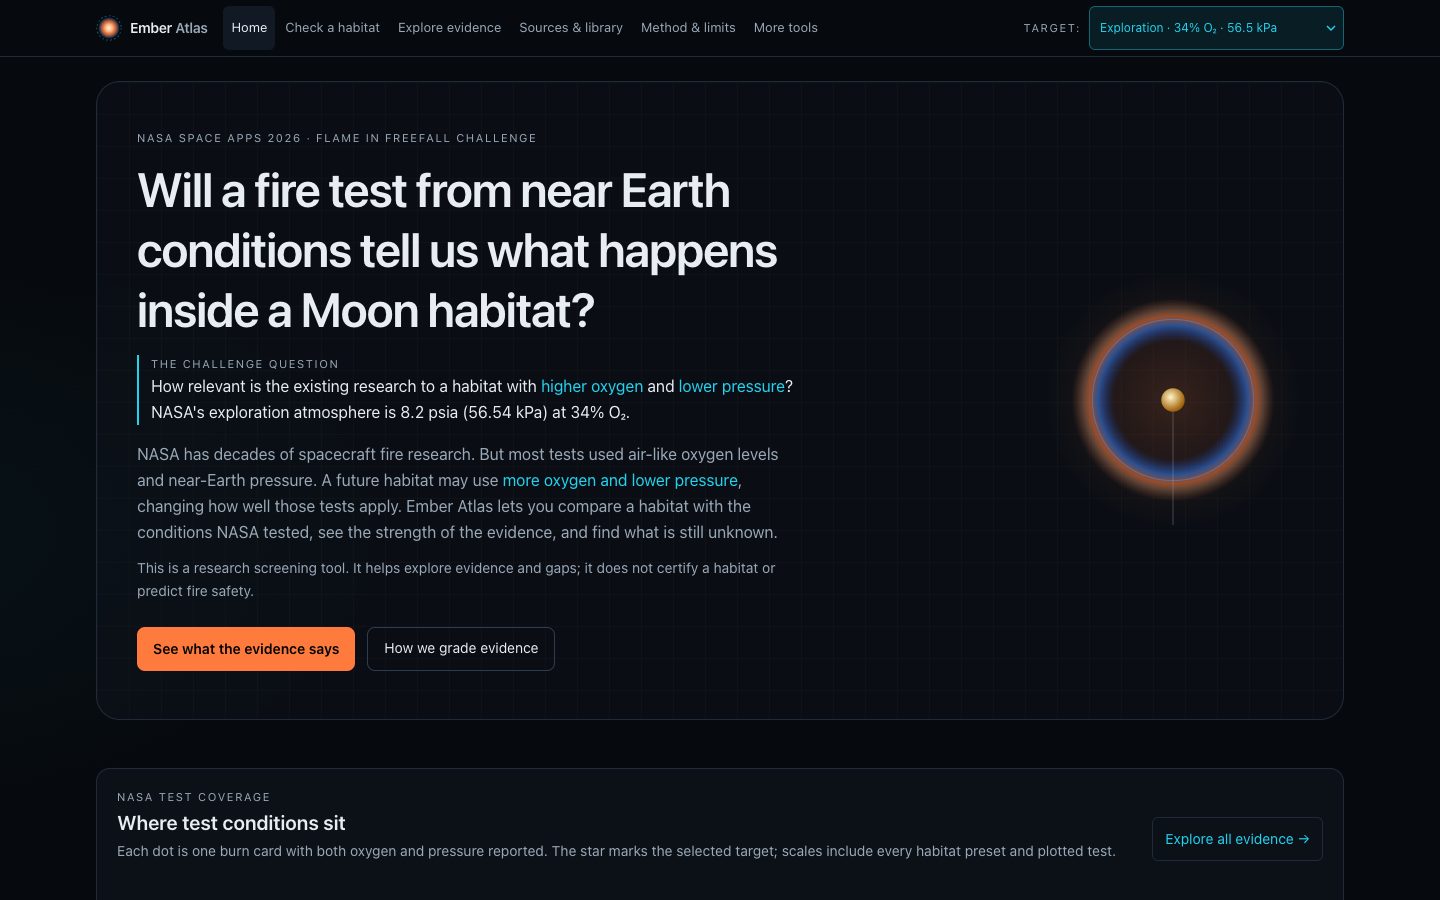 Ember Atlas
Home
Check a habitat
Explore evidence
Sources & library
Method & limits
More tools
TARGET:
Exploration · 34% O₂ · 56.5 kPa
NASA SPACE APPS 2026 · FLAME IN FREEFALL CHALLENGE
Will a fire test from near Earth
conditions tell us what happens
inside a Moon habitat?
THE CHALLENGE QUESTION
How relevant is the existing research to a habitat with higher oxygen and lower pressure?
NASA's exploration atmosphere is 8.2 psia (56.54 kPa) at 34% O₂.
NASA has decades of spacecraft fire research. But most tests used air-like oxygen levels
and near-Earth pressure. A future habitat may use more oxygen and lower pressure,
changing how well those tests apply. Ember Atlas lets you compare a habitat with the
conditions NASA tested, see the strength of the evidence, and find what is still unknown.
This is a research screening tool. It helps explore evidence and gaps; it does not certify a habitat or
predict fire safety.
See what the evidence says
How we grade evidence
NASA TEST COVERAGE
Where test conditions sit
Each dot is one burn card with both oxygen and pressure reported. The star marks the selected target; scales include every habitat preset and plotted test.
Explore all evidence →